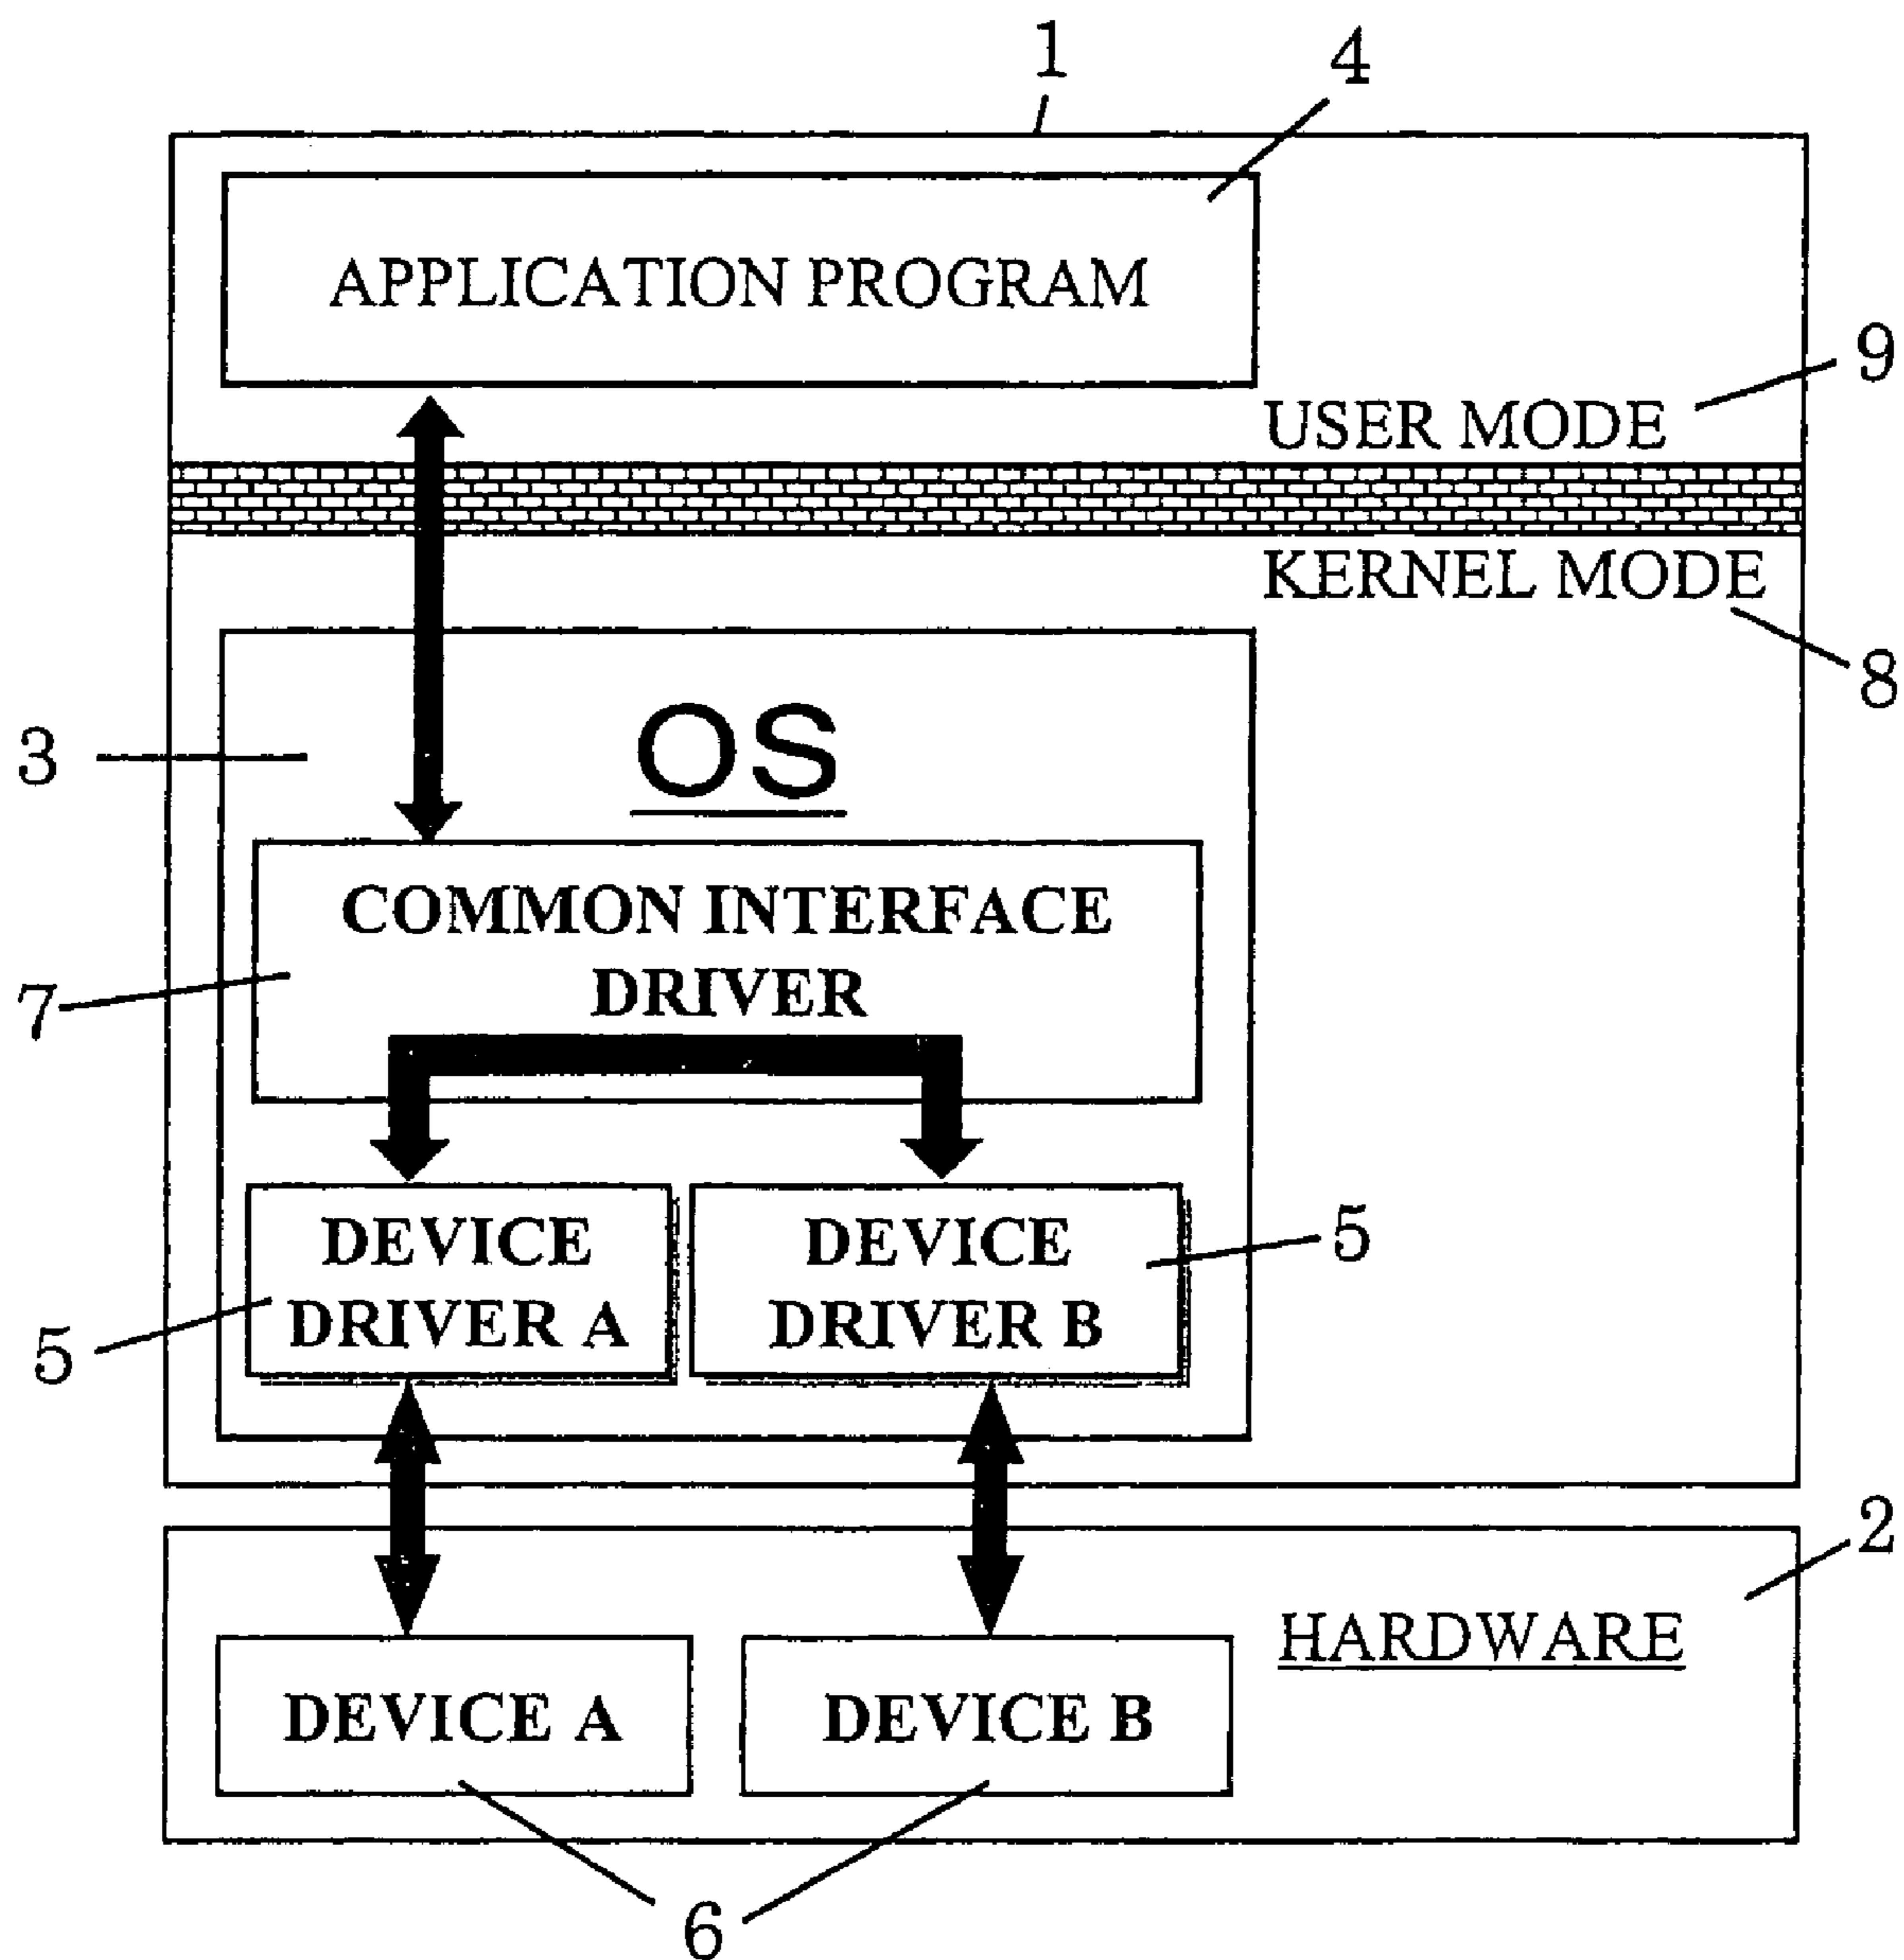 1
4
APPLICATION PROGRAM
9
USER MODE
KERNEL MODE
8
3
OS
COMMON INTERFACE
DRIVER
7
DEVICE
DRIVER A
DEVICE
DRIVER B
5
5
2
HARDWARE
DEVICE A
DEVICE B
6